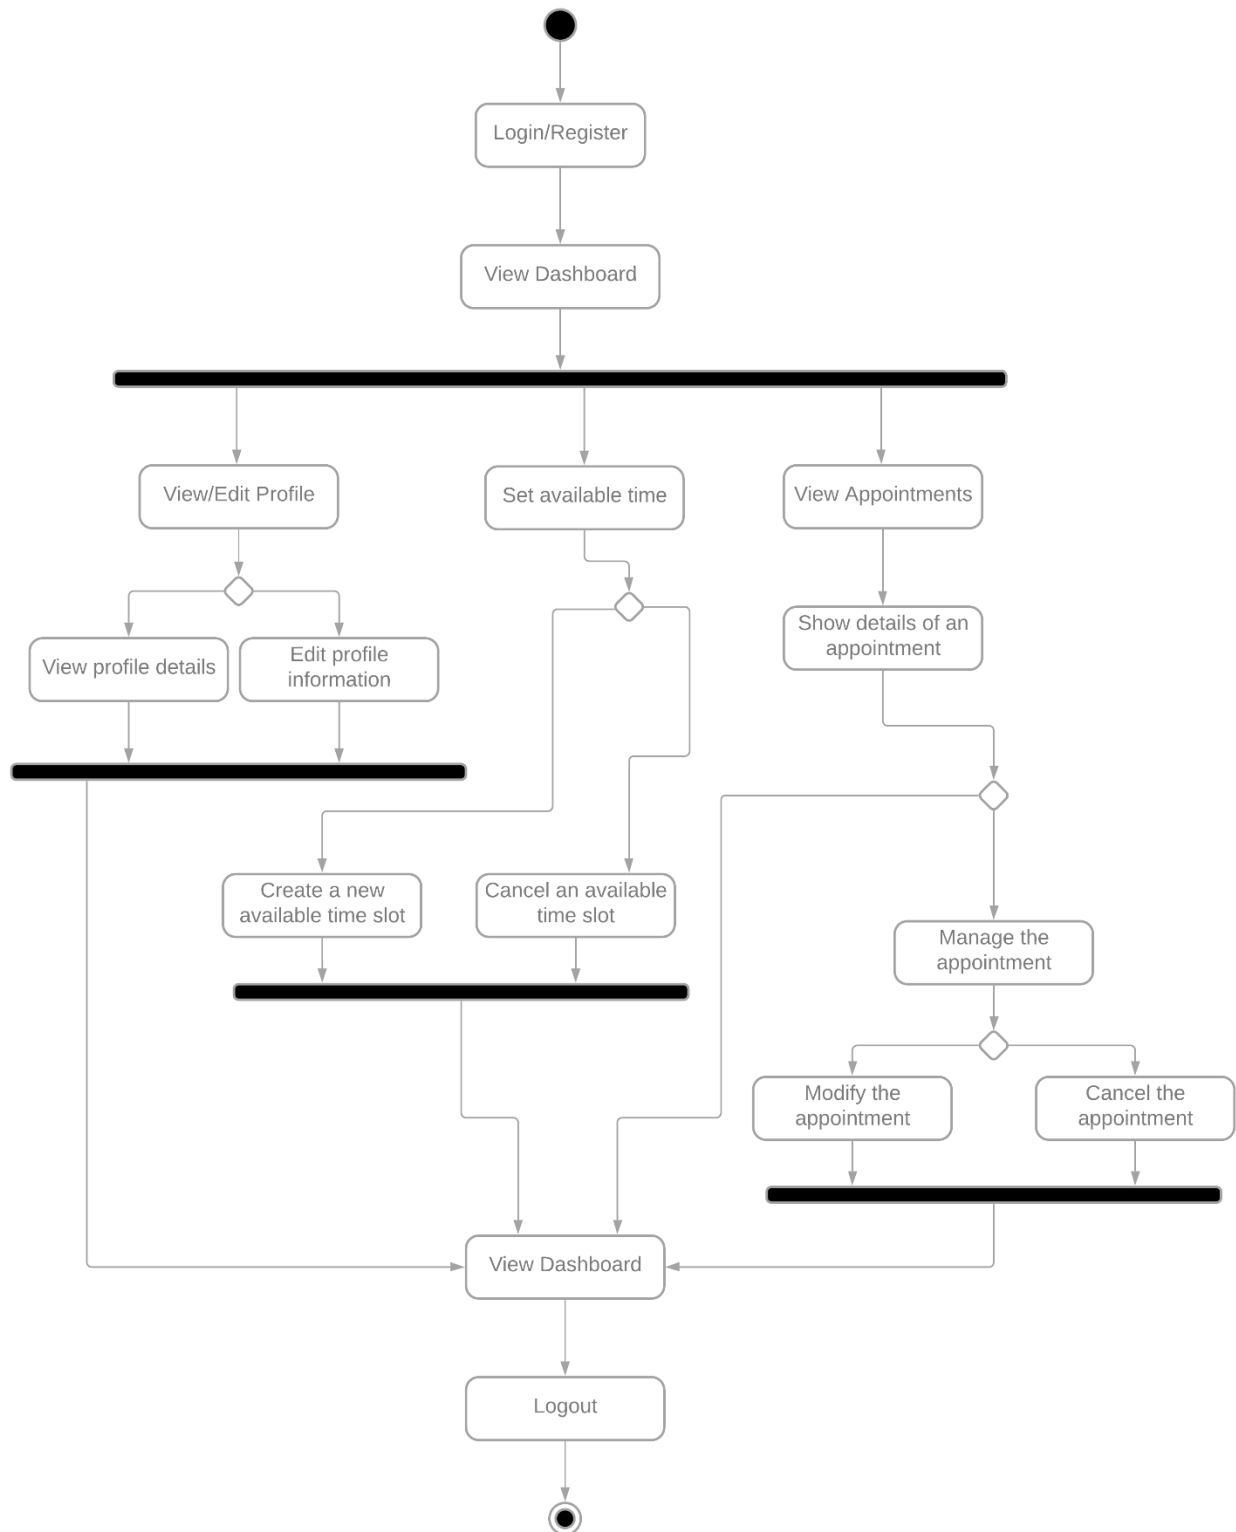 Login/Register
View Dashboard
View/Edit Profile
Set available time
View Appointments
Show details of an
appointment
View profile details
Edit profile
information
Create a new
available time slot
Cancel an available
time slot
Manage the
appointment
Modify the
appointment
Cancel the
appointment
View Dashboard
Logout